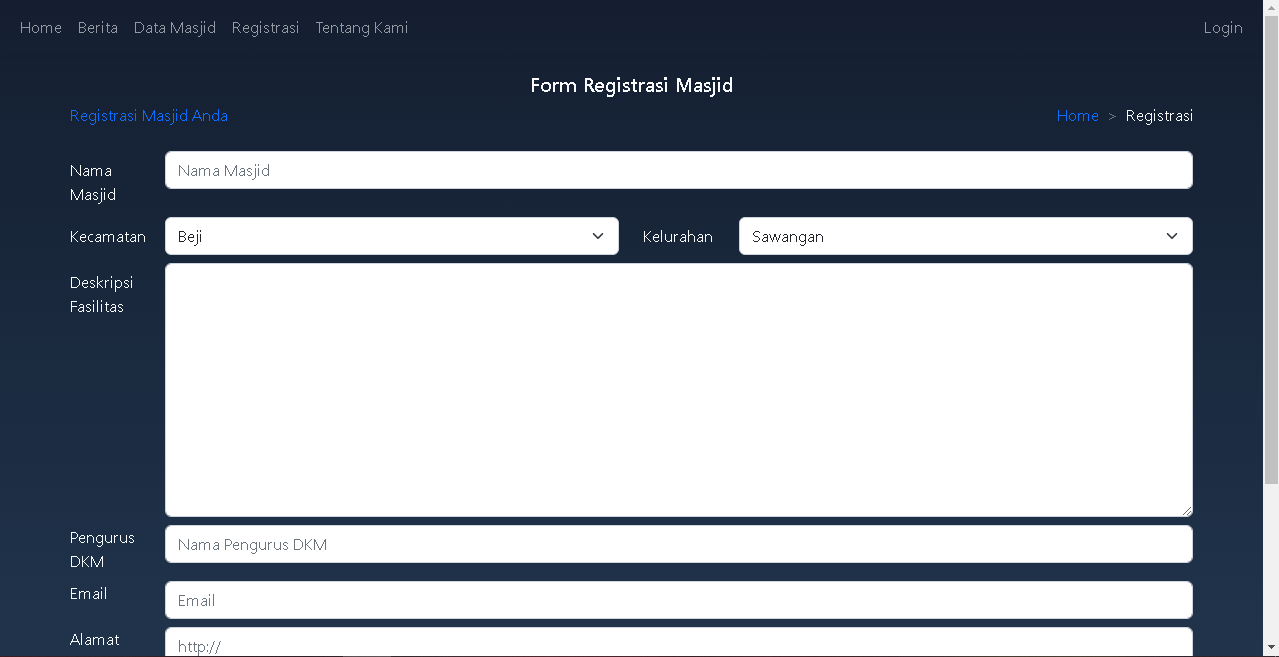 Home Berita Data Masjid Registrasi Tentang Kami Login
Form Registrasi Masjid
Registrasi Masjid Anda Home > Registrasi
Nama
Masjid
Nama Masjid
Kecamatan Beji Kelurahan Sawangan
Deskripsi
Fasilitas
Pengurus
DKM
Nama Pengurus DKM
Email Email
Alamat http://